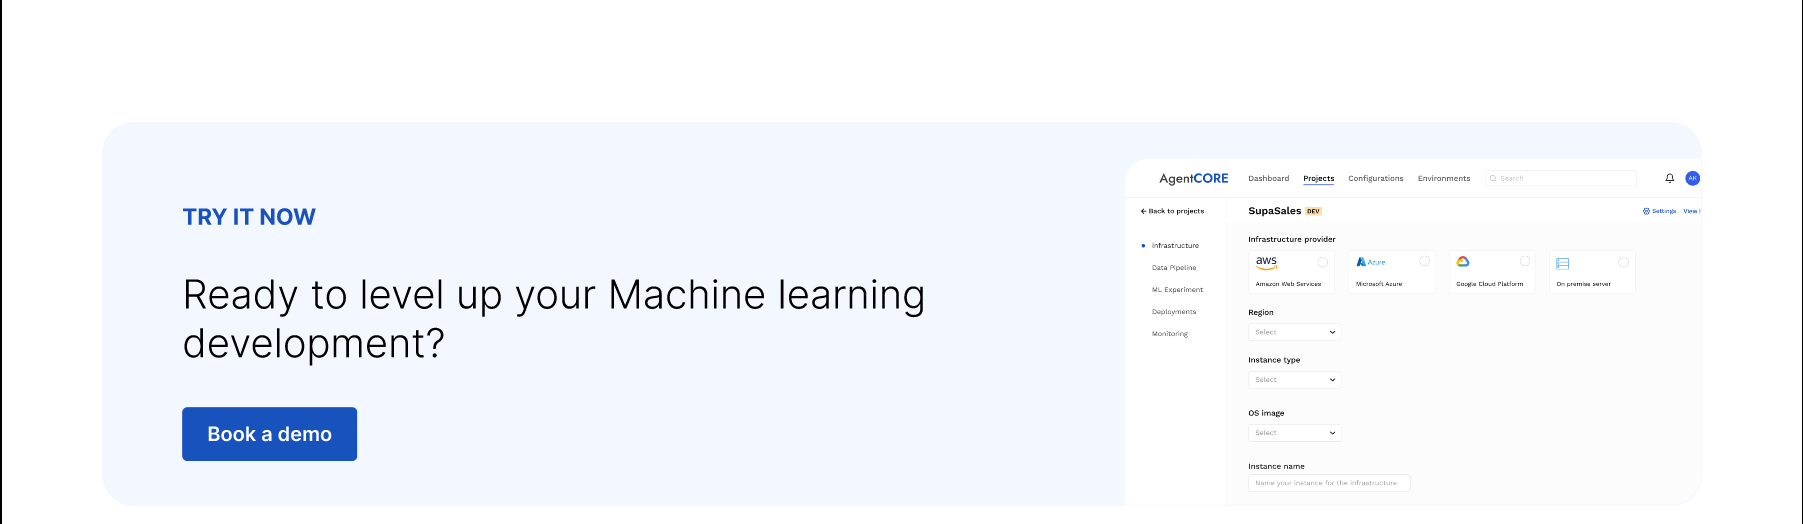 TRY IT NOW
Ready to level up your Machine learning
development?
Book a demo
AgentCORE Dashboard Projects Configurations Environments Search AK
Back to projects
SupaSales DEV Settings View
Infrastructure
Data Pipeline
ML Experiment
Deployments
Monitoring
Infrastructure provider
aws Azure
Amazon Web Services Microsoft Azure Google Cloud Platform On premise server
Region
Select
Instance type
Select
OS image
Select
Instance name
Name your instance for the infrastructure